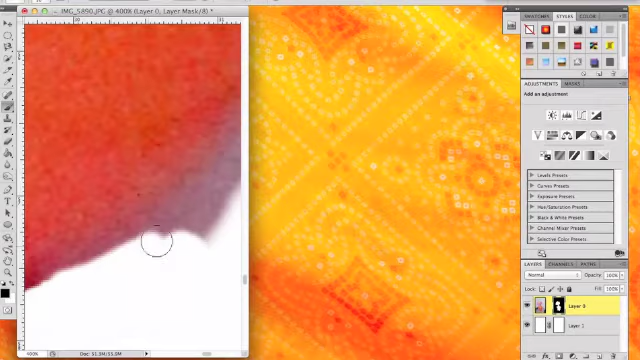 IMG_5890.JPG @ 400% (Layer 0, Layer Mask/8) *
SWATCHES STYLES COLOR
ADJUSTMENTS MASKS
Add an adjustment
Levels Presets
Curves Presets
Exposure Presets
Hue/Saturation Presets
Black & White Presets
Channel Mixer Presets
Selective Color Presets
LAYERS CHANNELS PATHS
Normal Opacity: 100%
Lock: Fill: 100%
Layer 0
Layer 1
400% Doc: 51.3M/55.0M